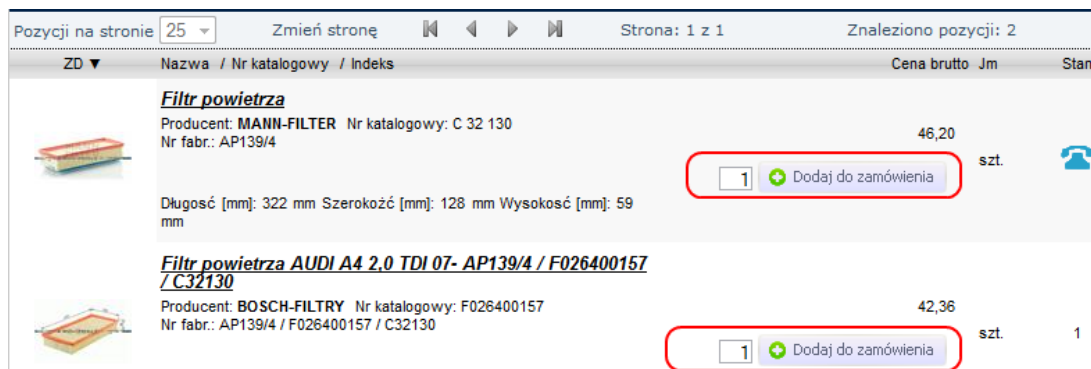 Pozycji na stronie 25 Zmień stronę Strona: 1 z 1 Znaleziono pozycji: 2
ZD ▼ Nazwa / Nr katalogowy / Indeks Cena brutto Jm Stan
Filtr powietrza
Producent: MANN-FILTER Nr katalogowy: C 32 130
Nr fabr.: AP139/4
46,20
szt.
1 Dodaj do zamówienia
Długosć [mm]: 322 mm Szerokożć [mm]: 128 mm Wysokosć [mm]: 59
mm
Filtr powietrza AUDI A4 2,0 TDI 07- AP139/4 / F026400157
/ C32130
Producent: BOSCH-FILTRY Nr katalogowy: F026400157
Nr fabr.: AP139/4 / F026400157 / C32130
42,36
szt. 1
1 Dodaj do zamówienia